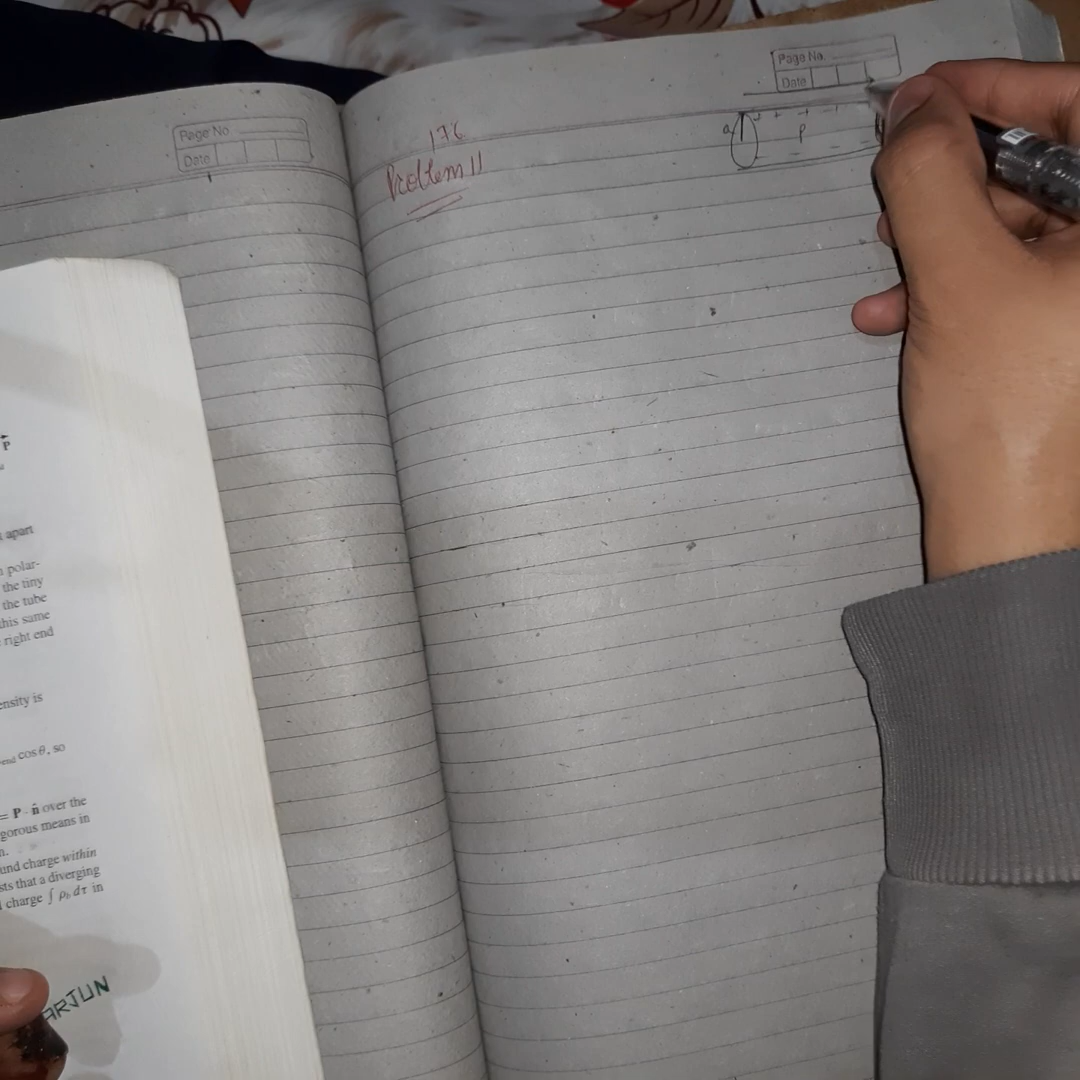 Page No.
Date
Page No.
Date
176
Problem 11
a + + + +
P
- - - -
P
apart
polar-
the tiny
the tube
this same
right end
ensity is
end cos θ, so
= P · n̂ over the
gorous means in
und charge within
sts that a diverging
charge ∫ ρb dτ in
ARJUN